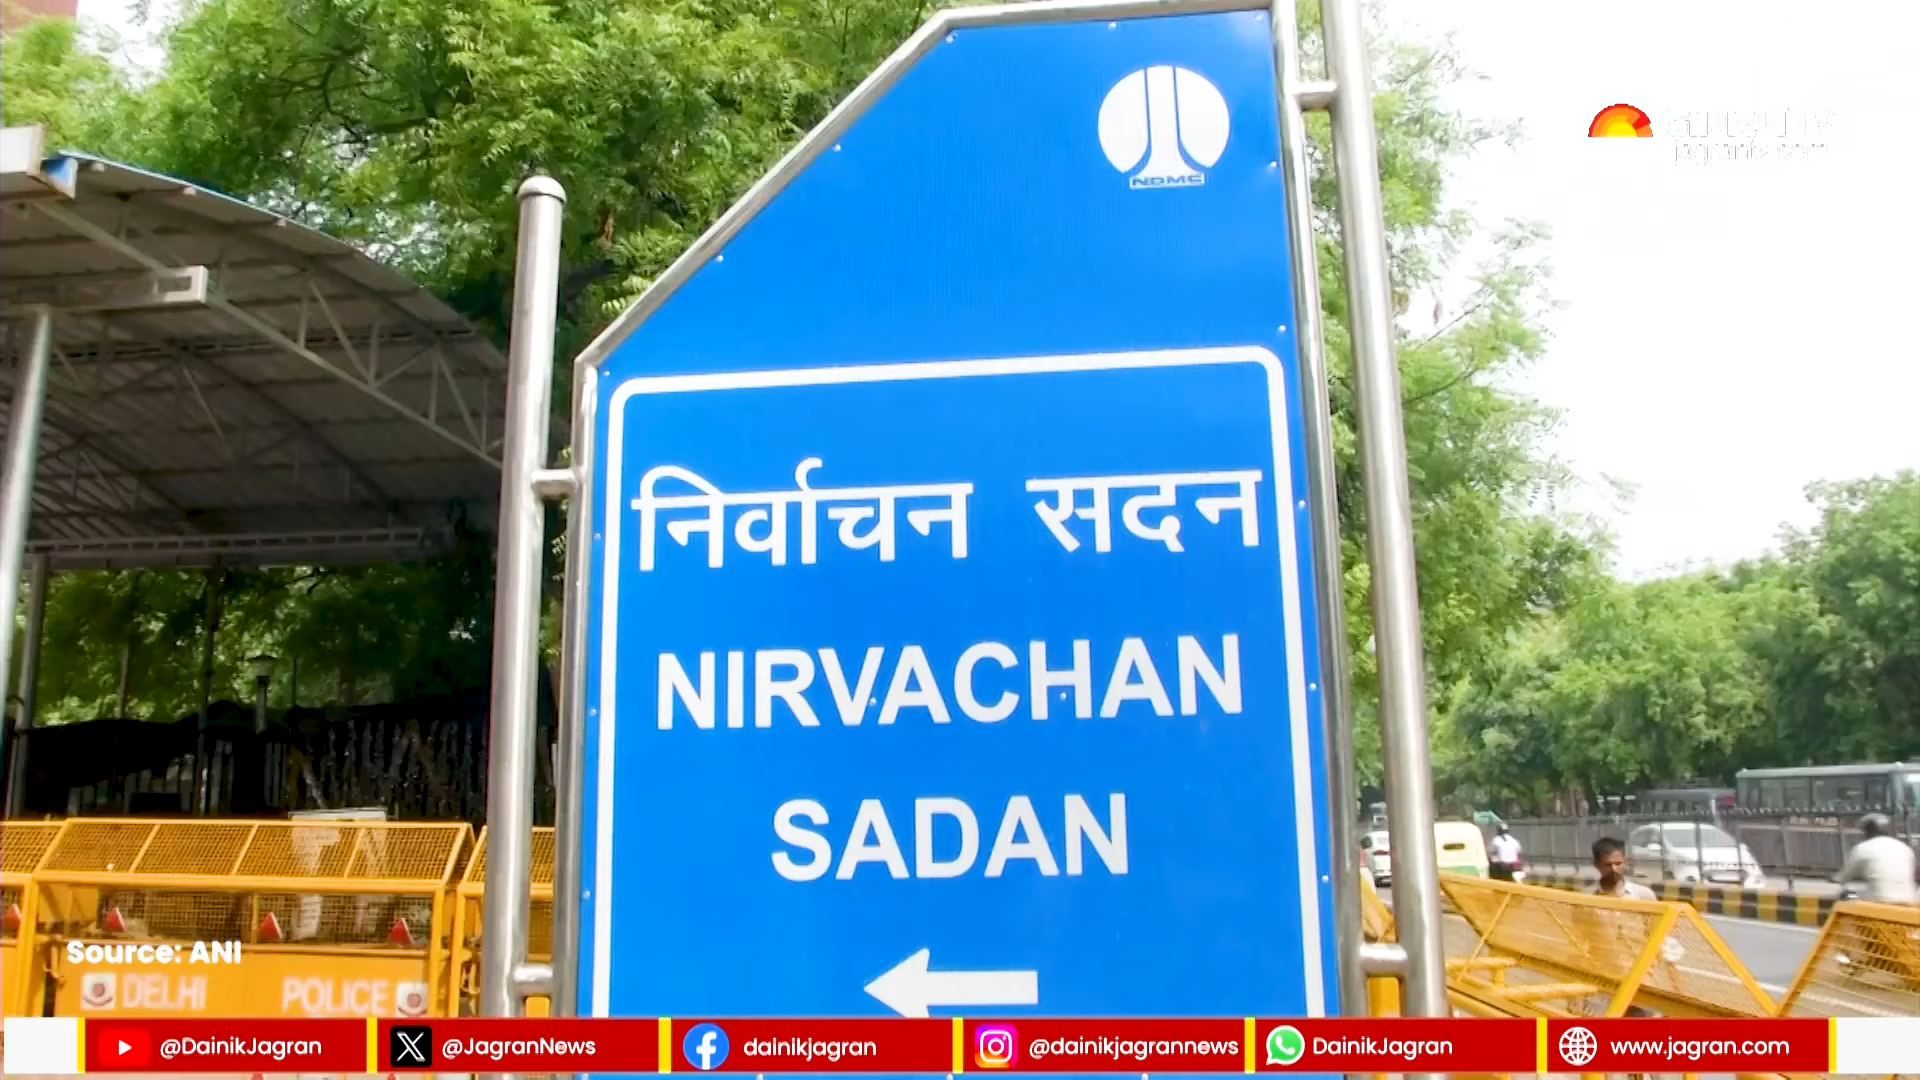 NDMC
निर्वाचन सदन
NIRVACHAN
SADAN
Source: ANI
DELHI POLICE
@DainikJagran
@JagranNews
dainikjagran
@dainikjagrannews
DainikJagran
www.jagran.com